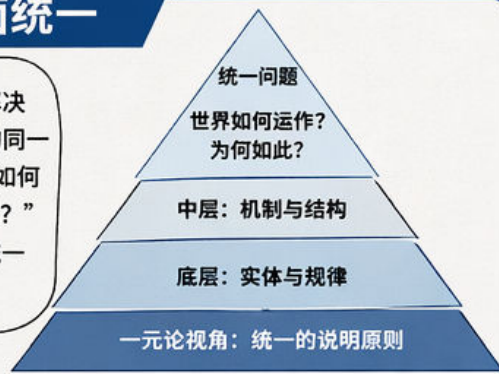 统一
决
同一
如何
？”
一
统一问题
世界如何运作？
为何如此？
中层：机制与结构
底层：实体与规律
一元论视角：统一的说明原则